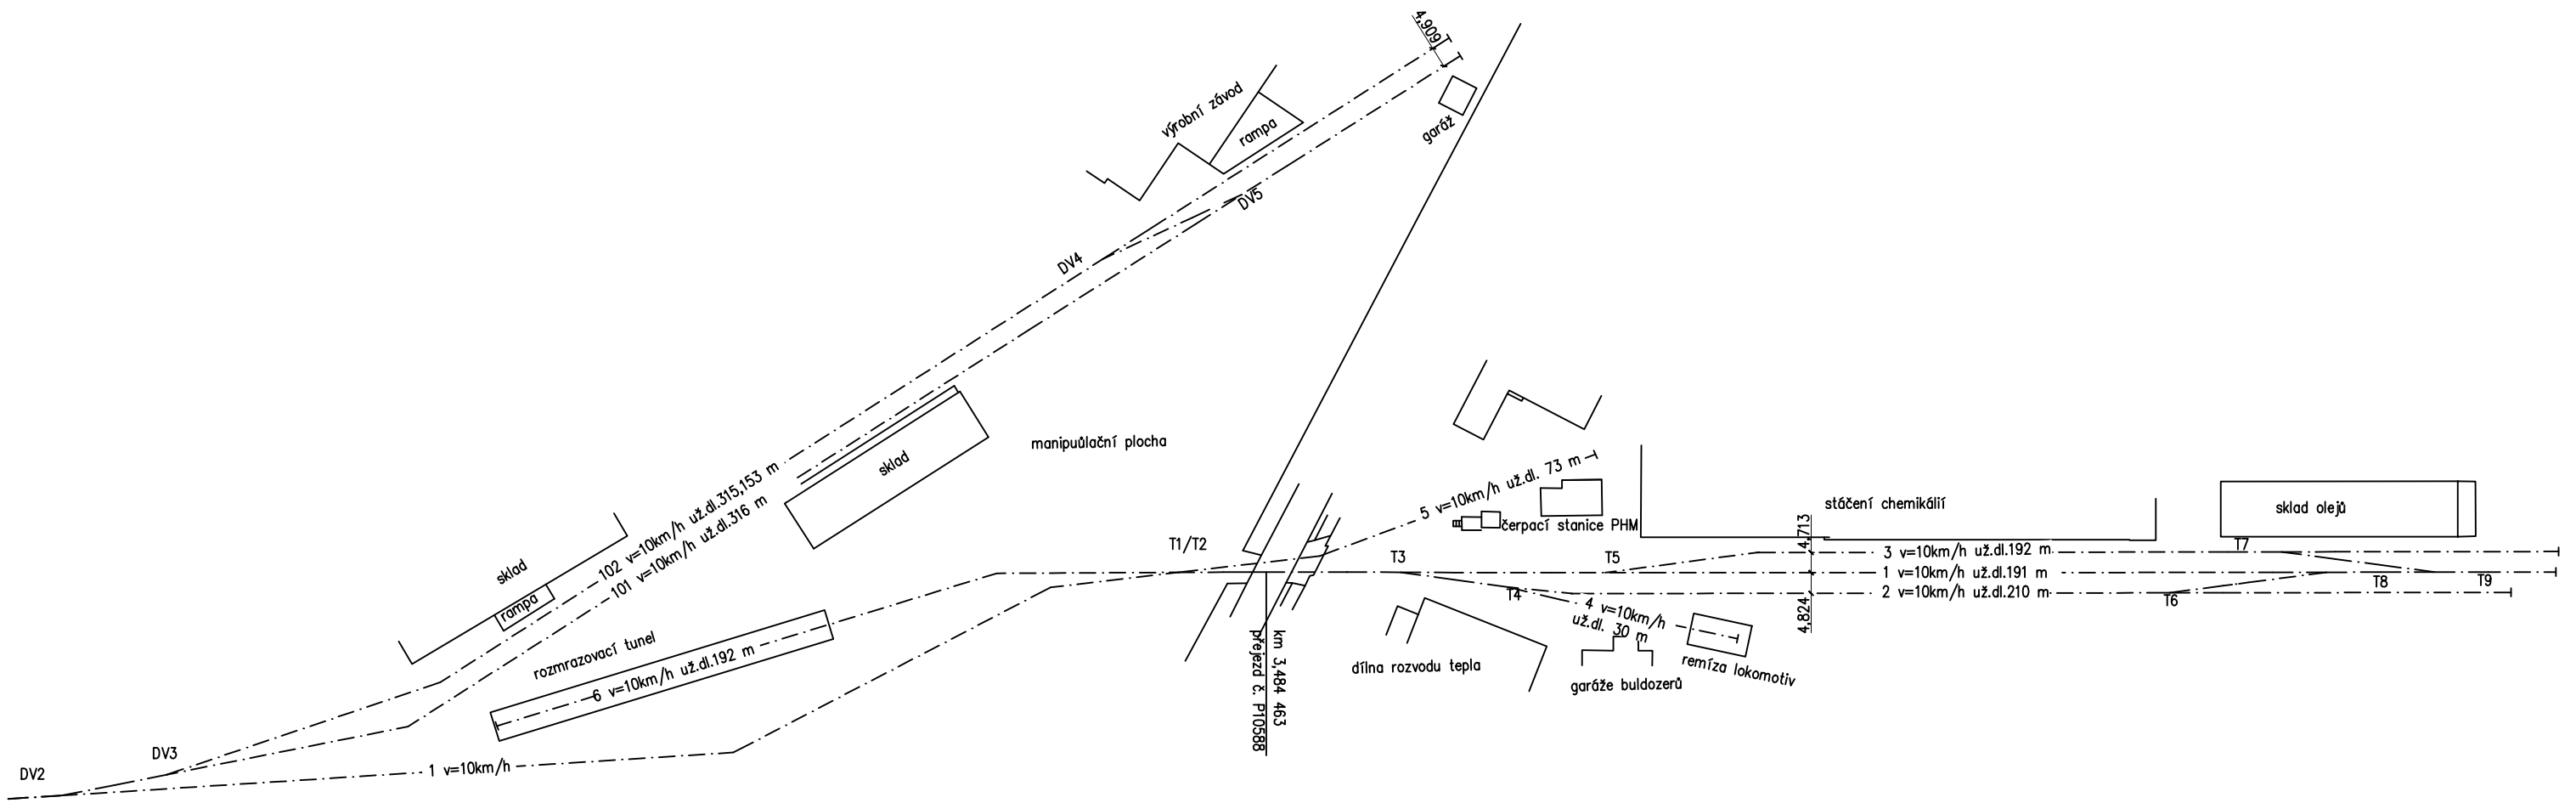 4,909
výrobní závod
rampa
garáž
DV5
DV4
manipuůlační plocha
sklad
102 v=10km/h už.dl.315,153 m
101 v=10km/h už.dl.316 m
sklad
rampa
rozmrazovací tunel
6 v=10km/h už.dl.192 m
DV3
DV2
1 v=10km/h
T1/T2
km 3,484 463
přejezd č. P10588
5 v=10km/h už.dl. 73 m
čerpací stanice PHM
T3
T5
T4
4 v=10km/h
už.dl. 30 m
dílna rozvodu tepla
garáže buldozerů
remíza lokomotiv
stáčení chemikálií
4,713
4,824
3 v=10km/h už.dl.192 m
1 v=10km/h už.dl.191 m
2 v=10km/h už.dl.210 m
sklad olejů
T7
T8
T9
T6